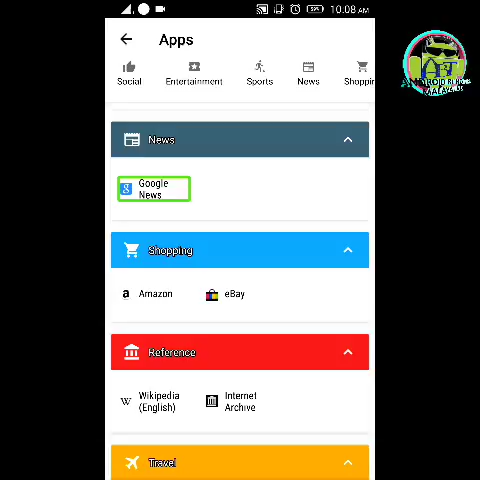 59%
10.08 AM
Apps
Social
Entertainment
Sports
News
Shoppin
News
Google
News
Shopping
a
Amazon
eBay
Reference
W
Wikipedia
(English)
Internet
Archive
Travel